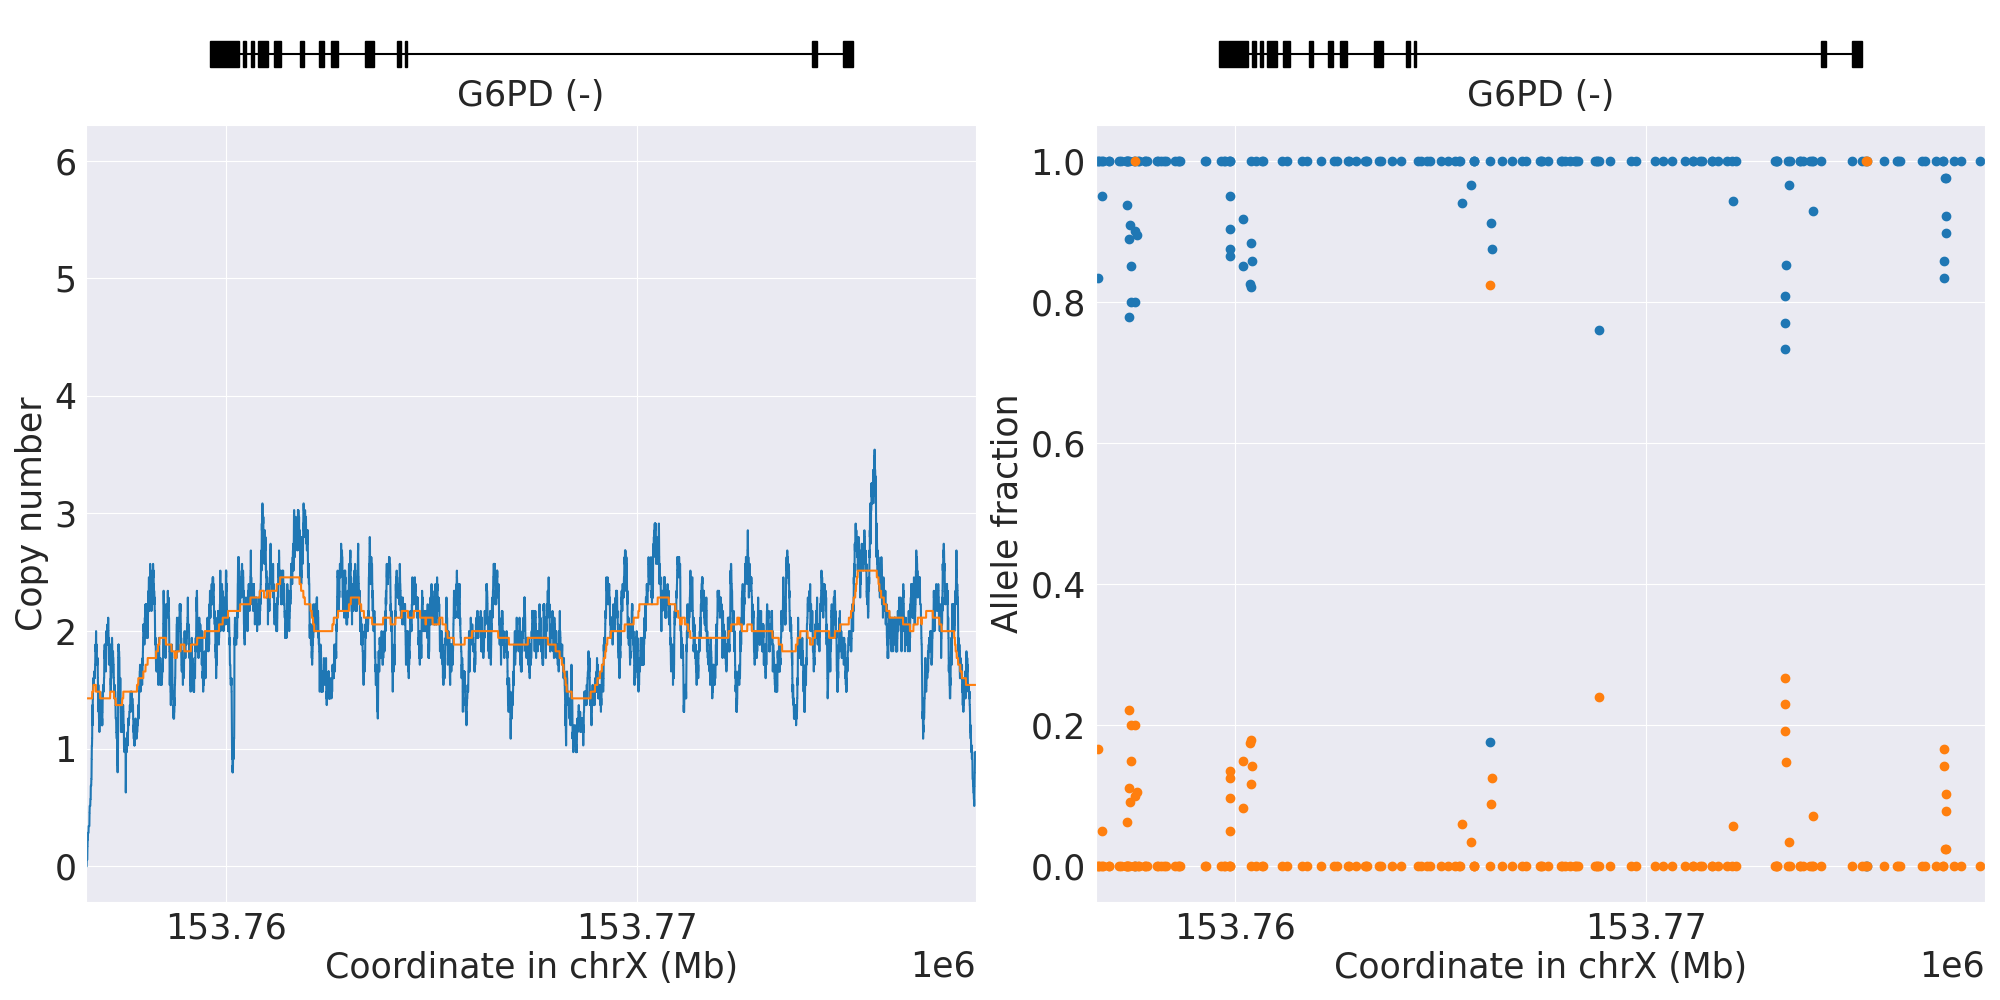 G6PD (-)
6
5
4
3
2
1
0
Copy number
153.76
153.77
Coordinate in chrX (Mb)
1e6
G6PD (-)
1.0
0.8
0.6
0.4
0.2
0.0
Allele fraction
153.76
153.77
Coordinate in chrX (Mb)
1e6